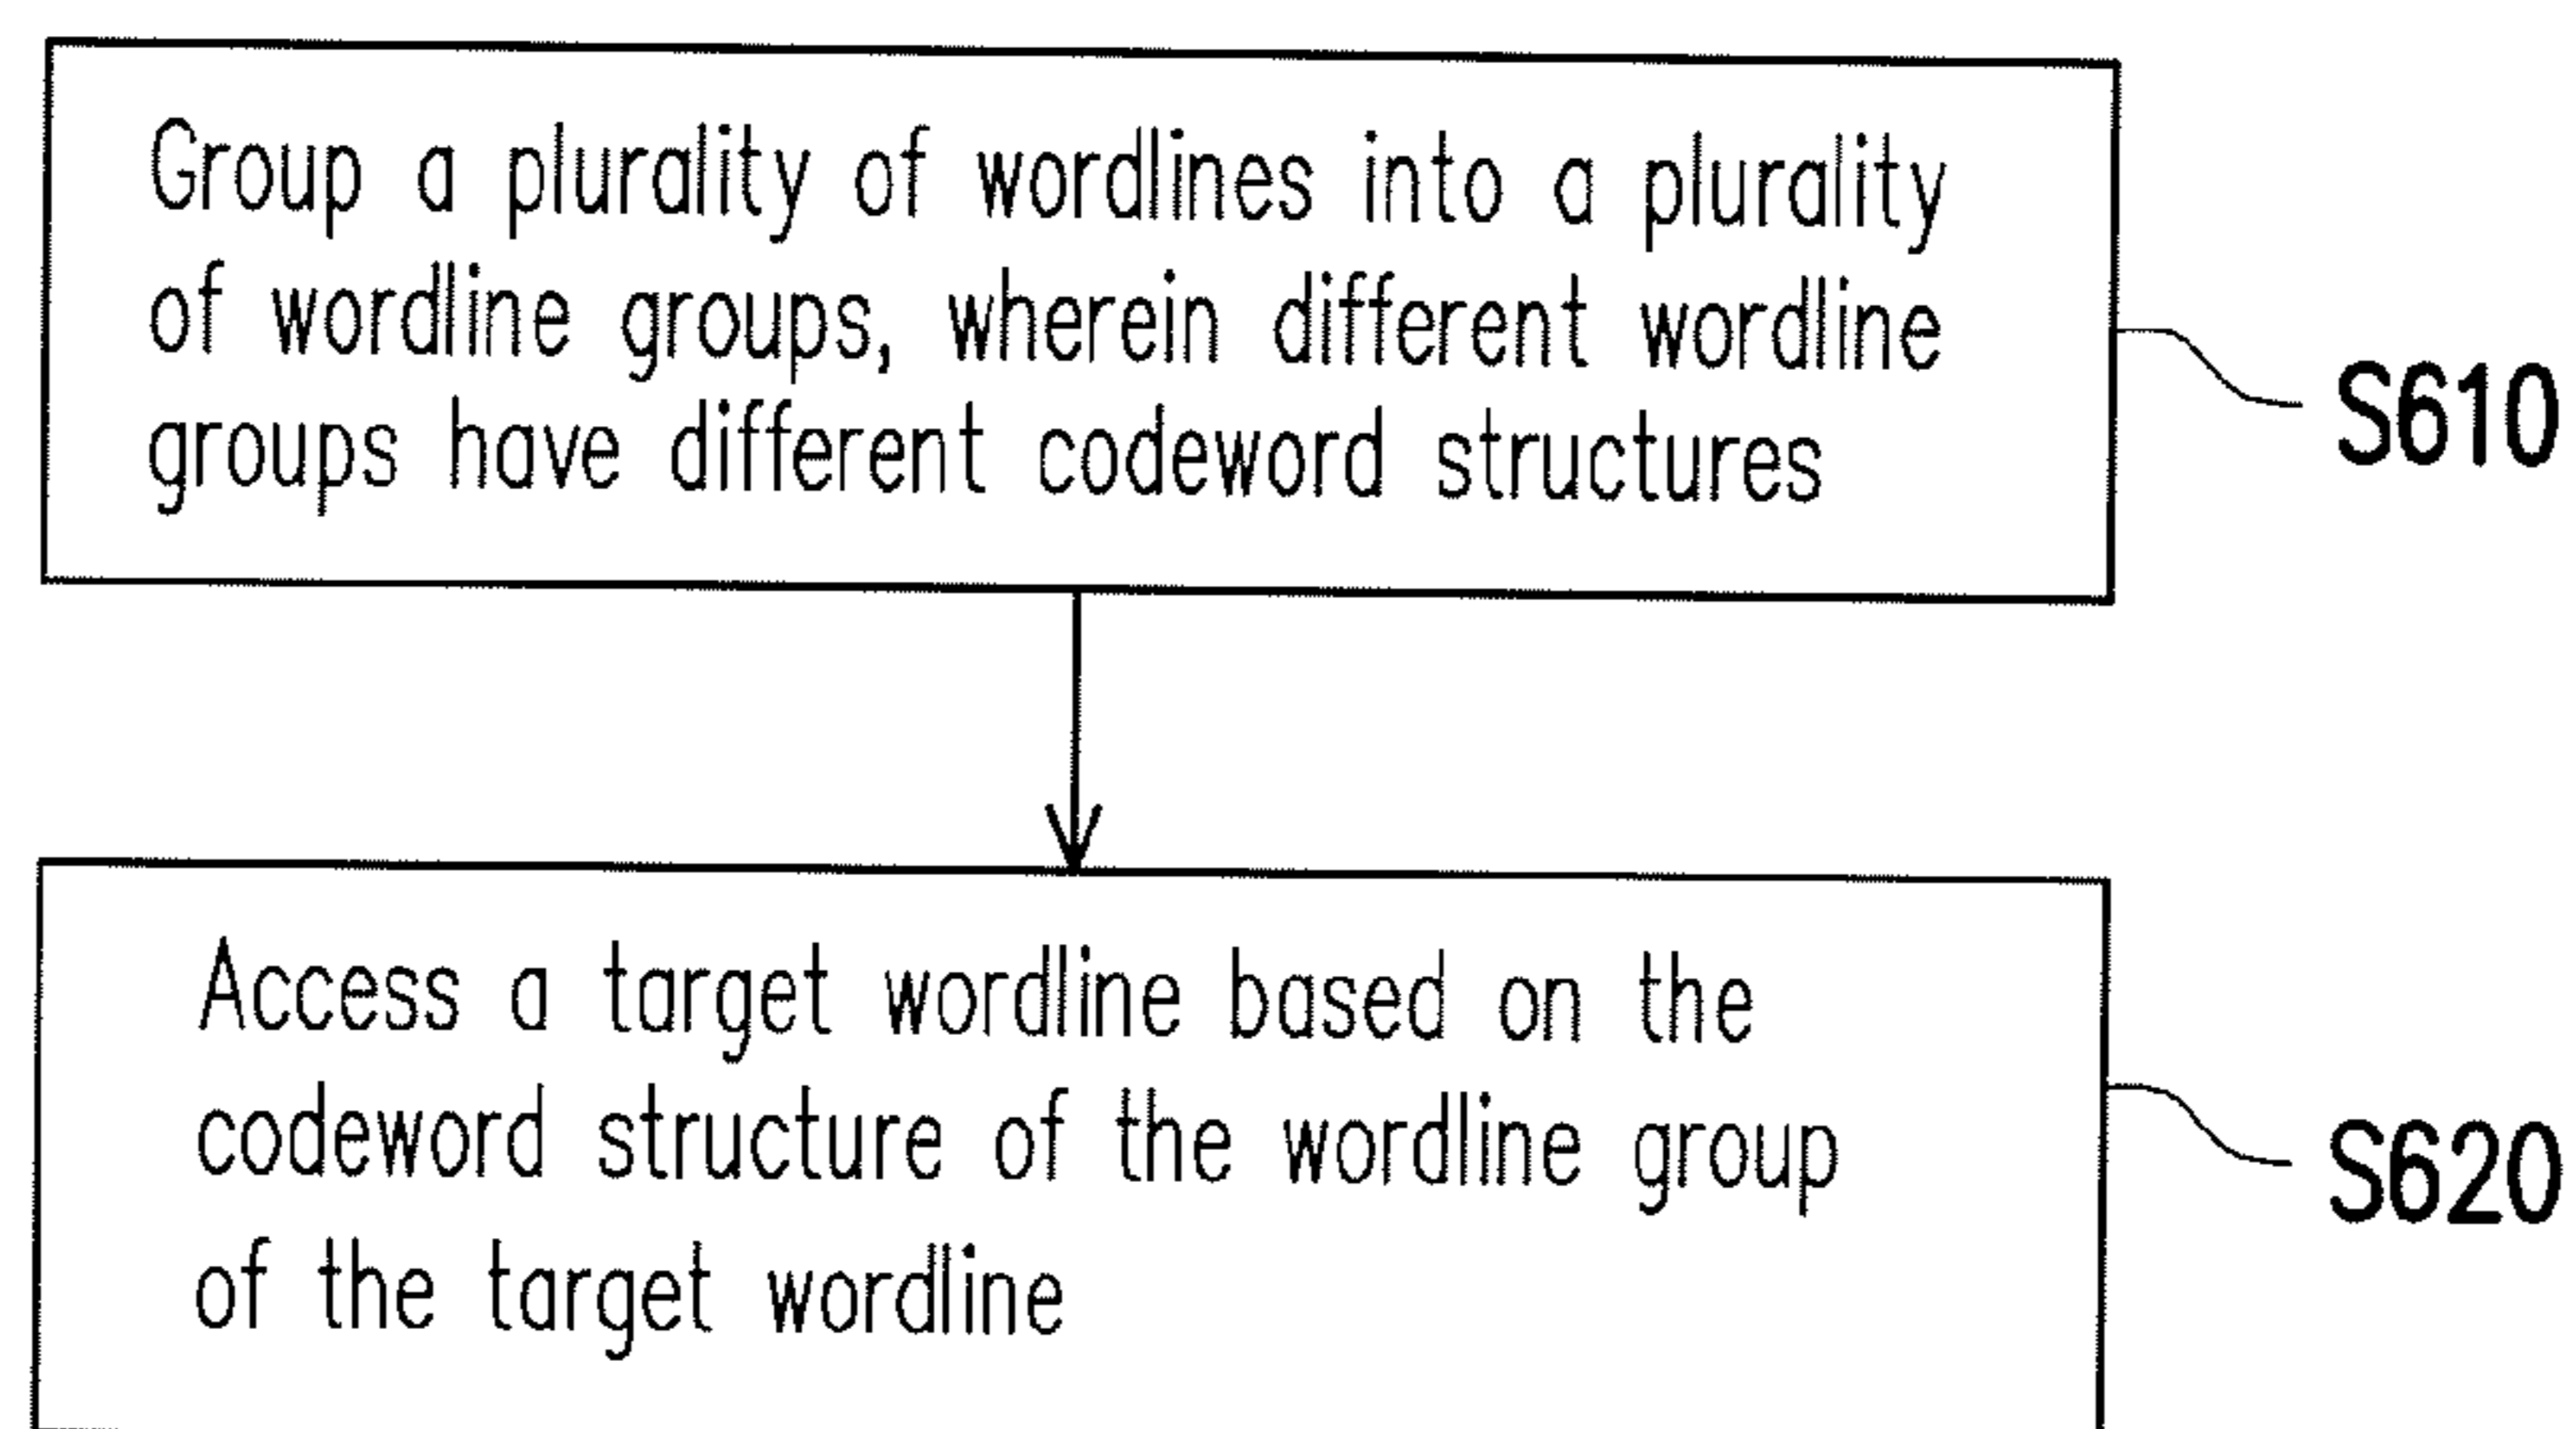 Group a plurality of wordlines into a plurality
of wordline groups, wherein different wordline
groups have different codeword structures
S610
Access a target wordline based on the
codeword structure of the wordline group
of the target wordline
S620